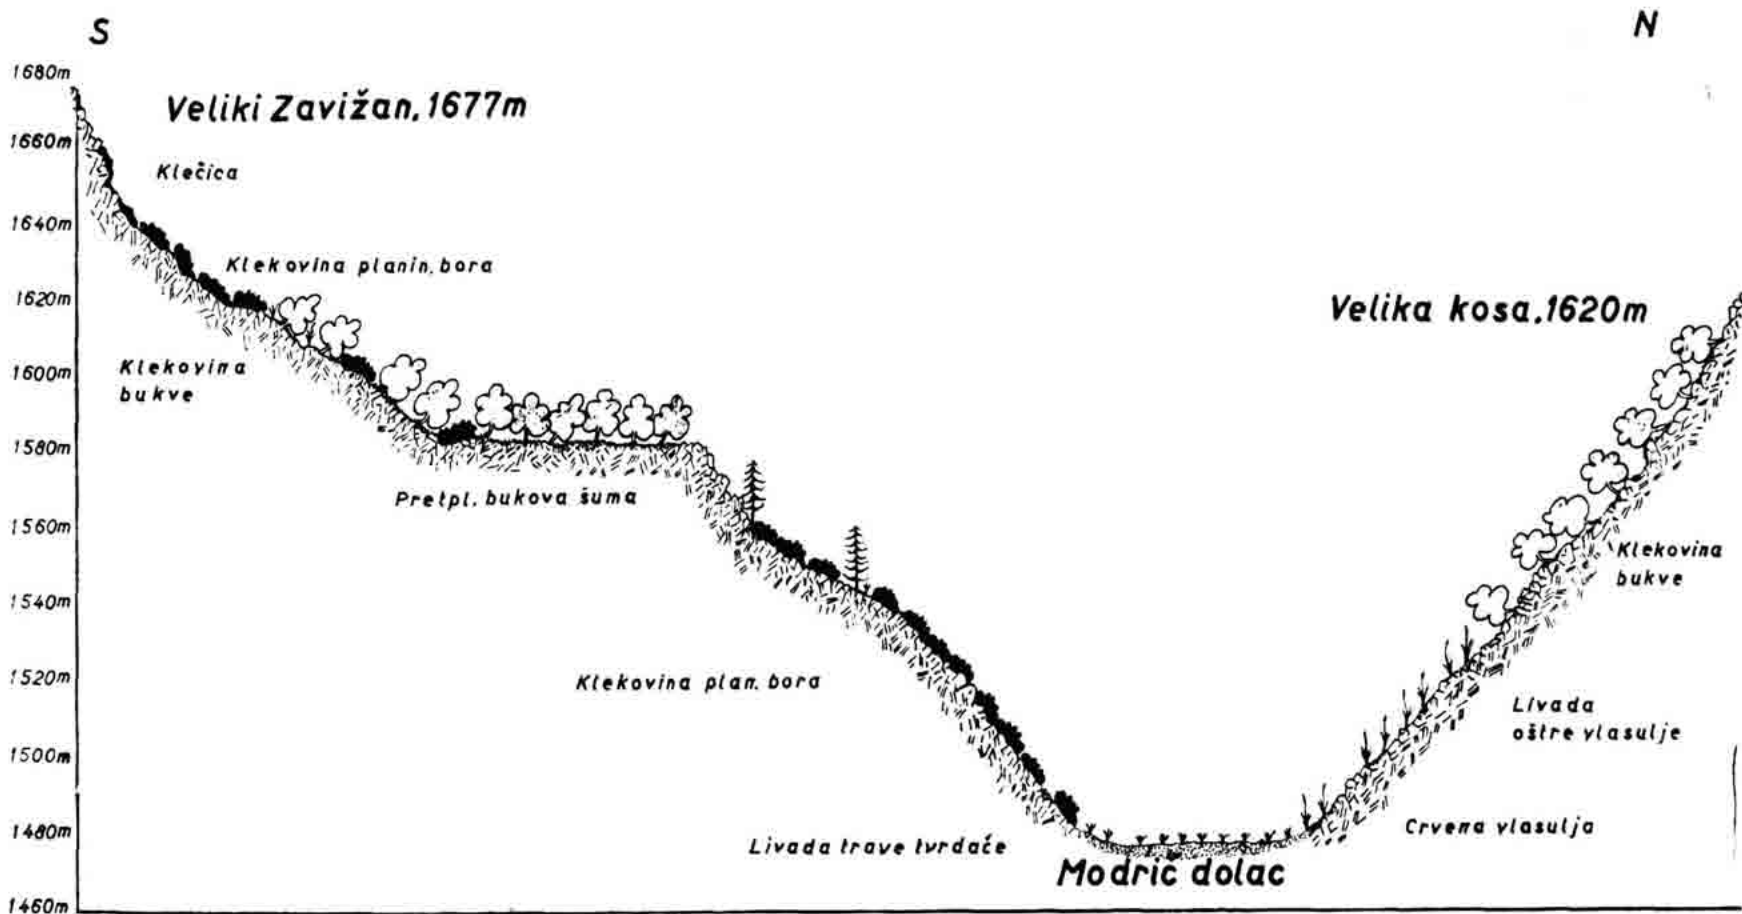 S
N
1680m
Veliki Zavižan, 1677m
1660m
Klečica
1640m
Klekovina planin. bora
1620m
Velika kosa, 1620m
Klekovina
bukve
1600m
1580m
Pretpl. bukova šuma
1560m
Klekovina
bukve
1540m
1520m
Klekovina plan. bora
Livada
oštre vlasulje
1500m
1480m
Crvena vlasulja
Livada trave tvrdače
Modrić dolac
1460m